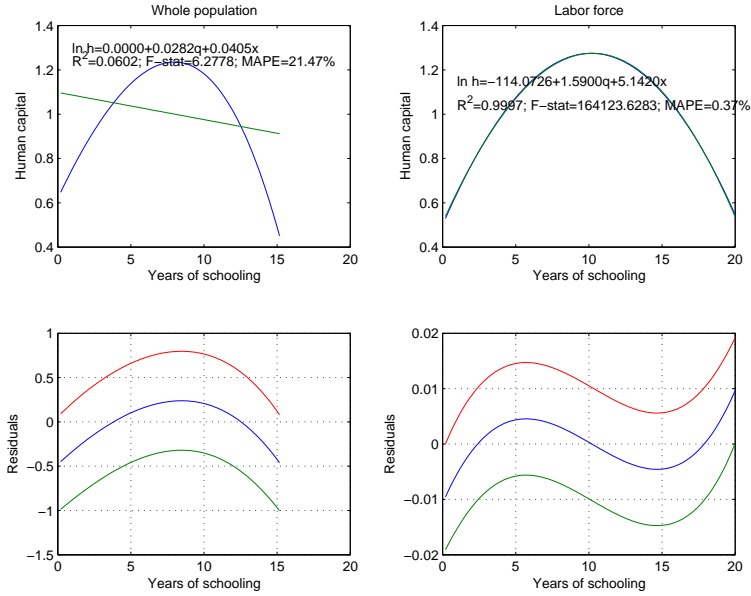 Whole population
1.4
1.2
1
0.8
0.6
0.4
Human capital
ln h=0.0000+0.0282q+0.0405x
R2=0.0602; F−stat=6.2778; MAPE=21.47%
0 5 10 15 20
Years of schooling
Labor force
1.4
1.2
1
0.8
0.6
0.4
Human capital
ln h=−114.0726+1.5900q+5.1420x
R2=0.9997; F−stat=164123.6283; MAPE=0.37%
0 5 10 15 20
Years of schooling
1
0.5
0
−0.5
−1
−1.5
Residuals
0 5 10 15 20
Years of schooling
0.02
0.01
0
−0.01
−0.02
Residuals
0 5 10 15 20
Years of schooling